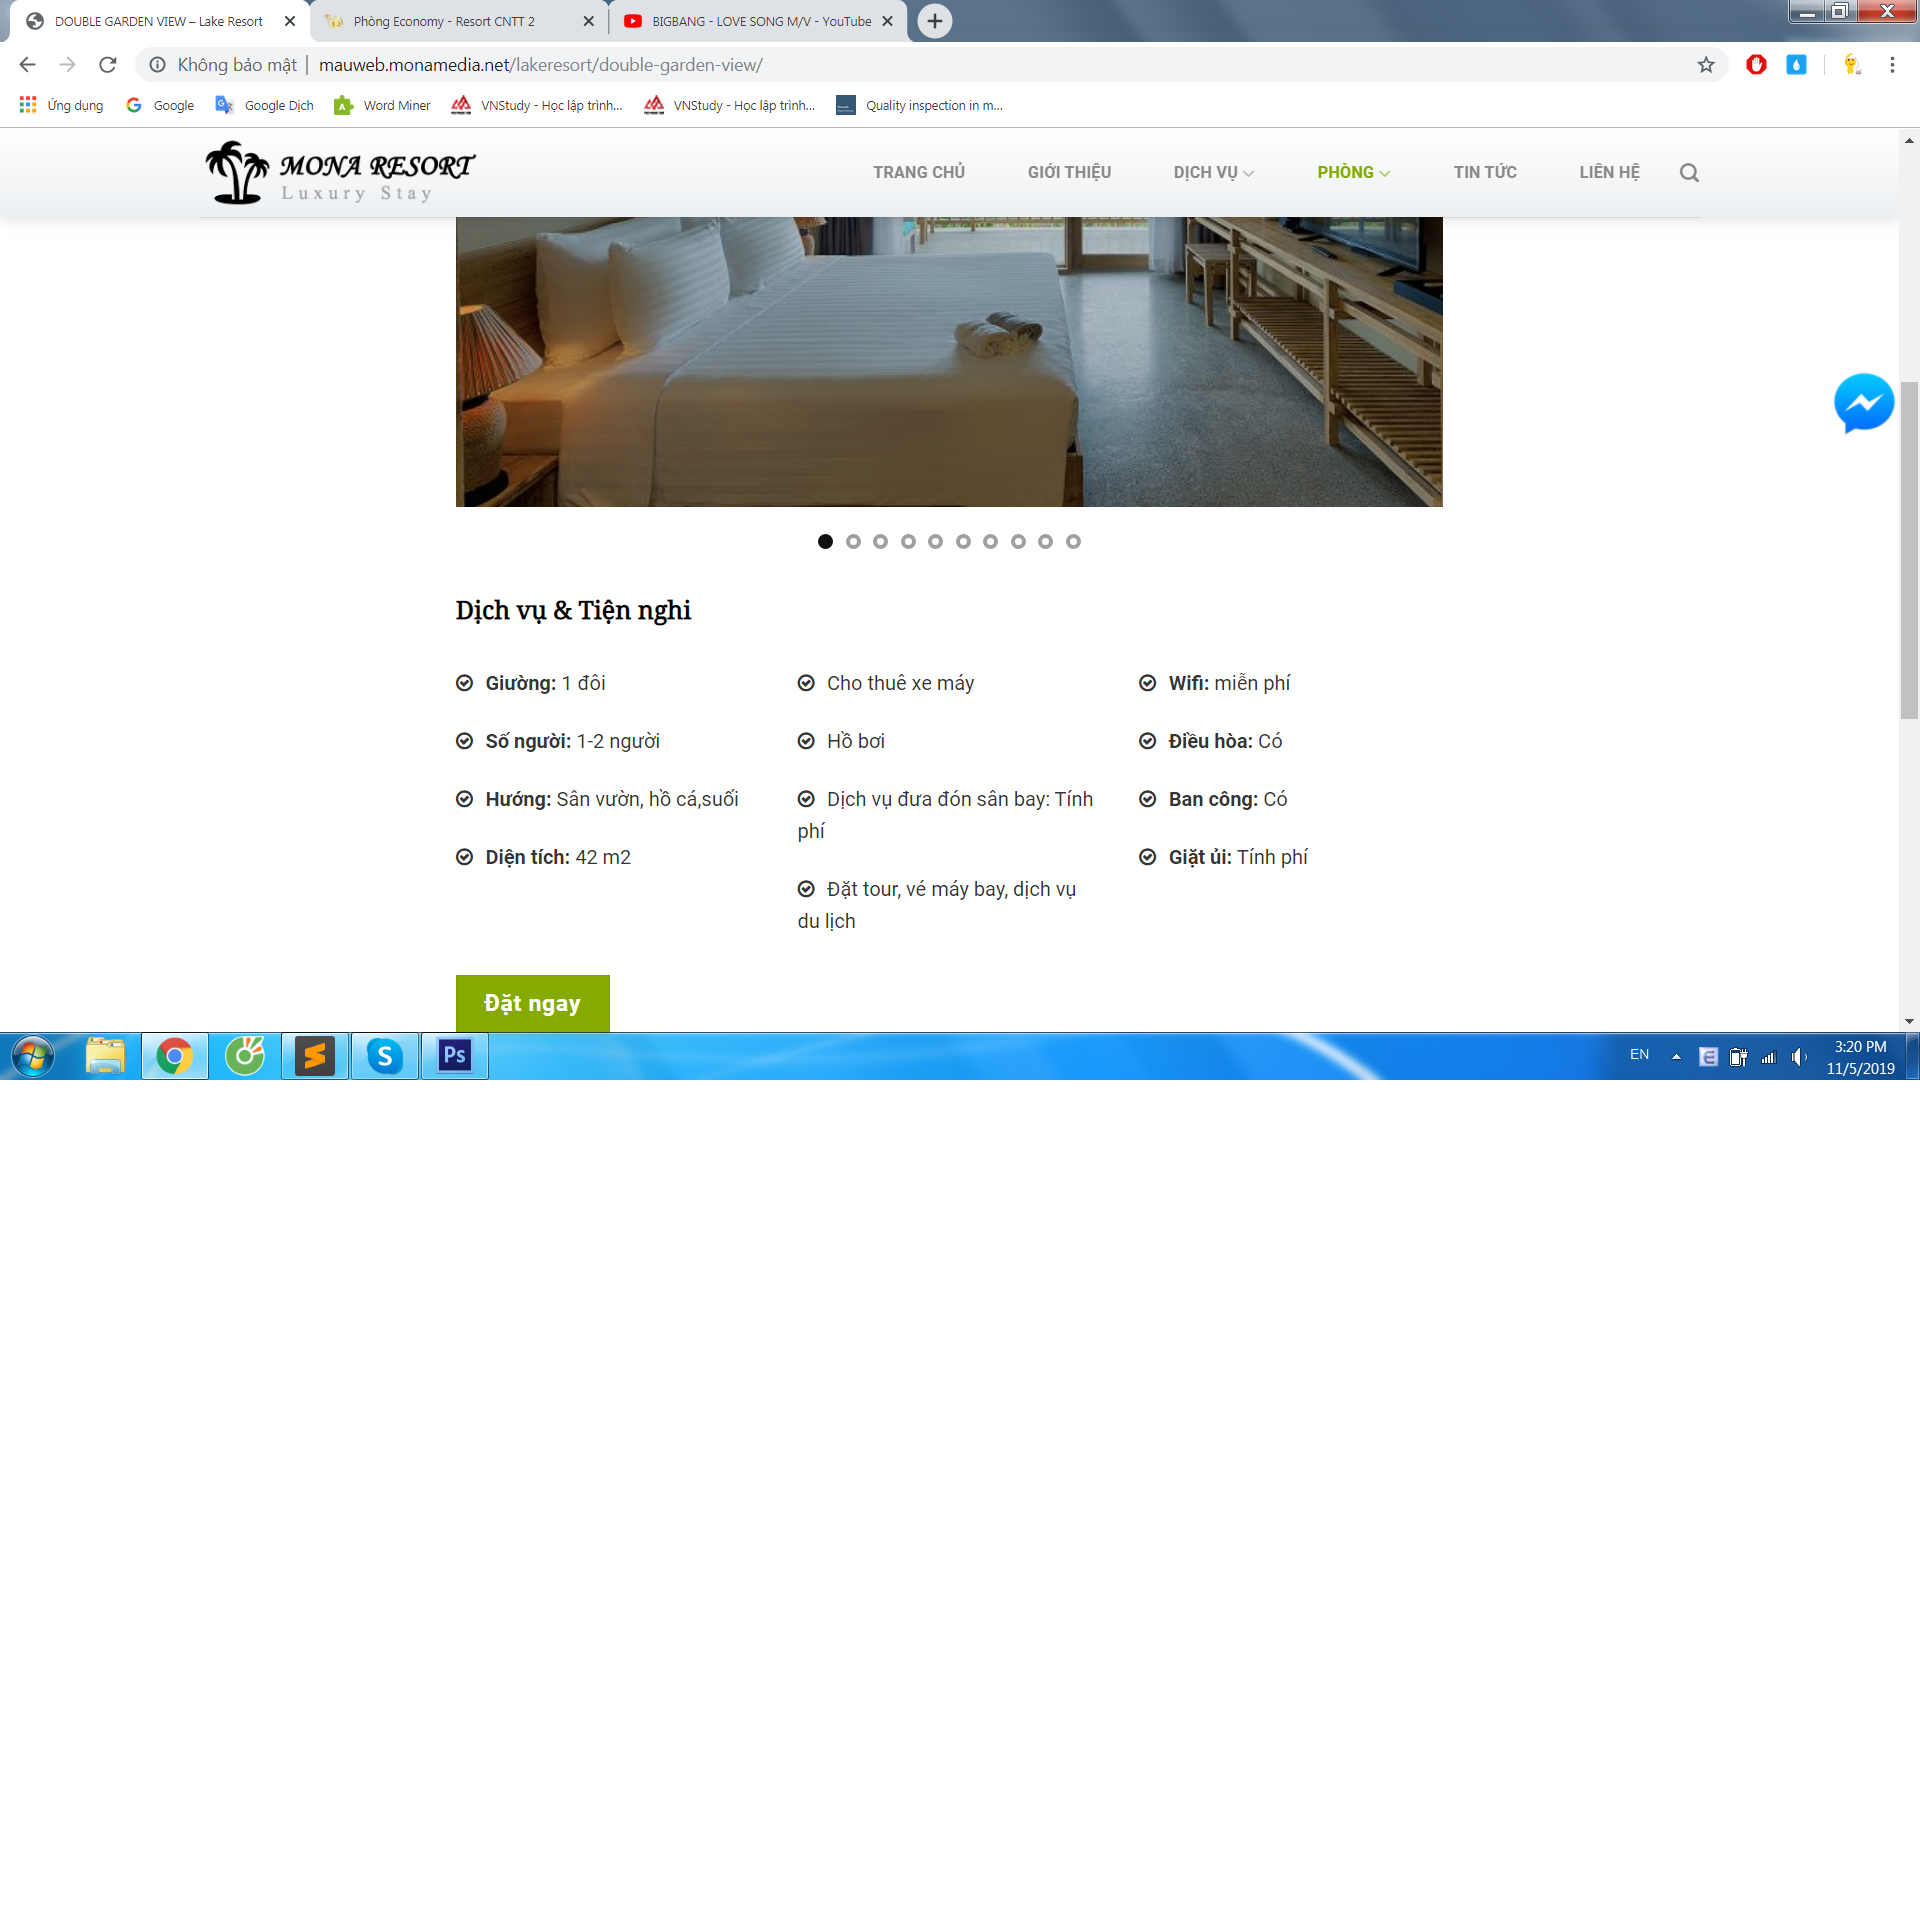 DOUBLE GARDEN VIEW – Lake Resort
Phòng Economy - Resort CNTT 2
BIGBANG - LOVE SONG M/V - YouTube
Không bảo mật | mauweb.monamedia.net/lakeresort/double-garden-view/
Ứng dụng
Google
Google Dịch
Word Miner
VNStudy - Học lập trình...
VNStudy - Học lập trình...
Quality inspection in m...
MONA RESORT
Luxury Stay
TRANG CHỦ
GIỚI THIỆU
DỊCH VỤ
PHÒNG
TIN TỨC
LIÊN HỆ
Dịch vụ & Tiện nghi
Giường: 1 đôi
Số người: 1-2 người
Hướng: Sân vườn, hồ cá,suối
Diện tích: 42 m2
Cho thuê xe máy
Hồ bơi
Dịch vụ đưa đón sân bay: Tính
phí
Đặt tour, vé máy bay, dịch vụ
du lịch
Wifi: miễn phí
Điều hòa: Có
Ban công: Có
Giặt ủi: Tính phí
Đặt ngay
S
Ps
EN
E
3:20 PM
11/5/2019